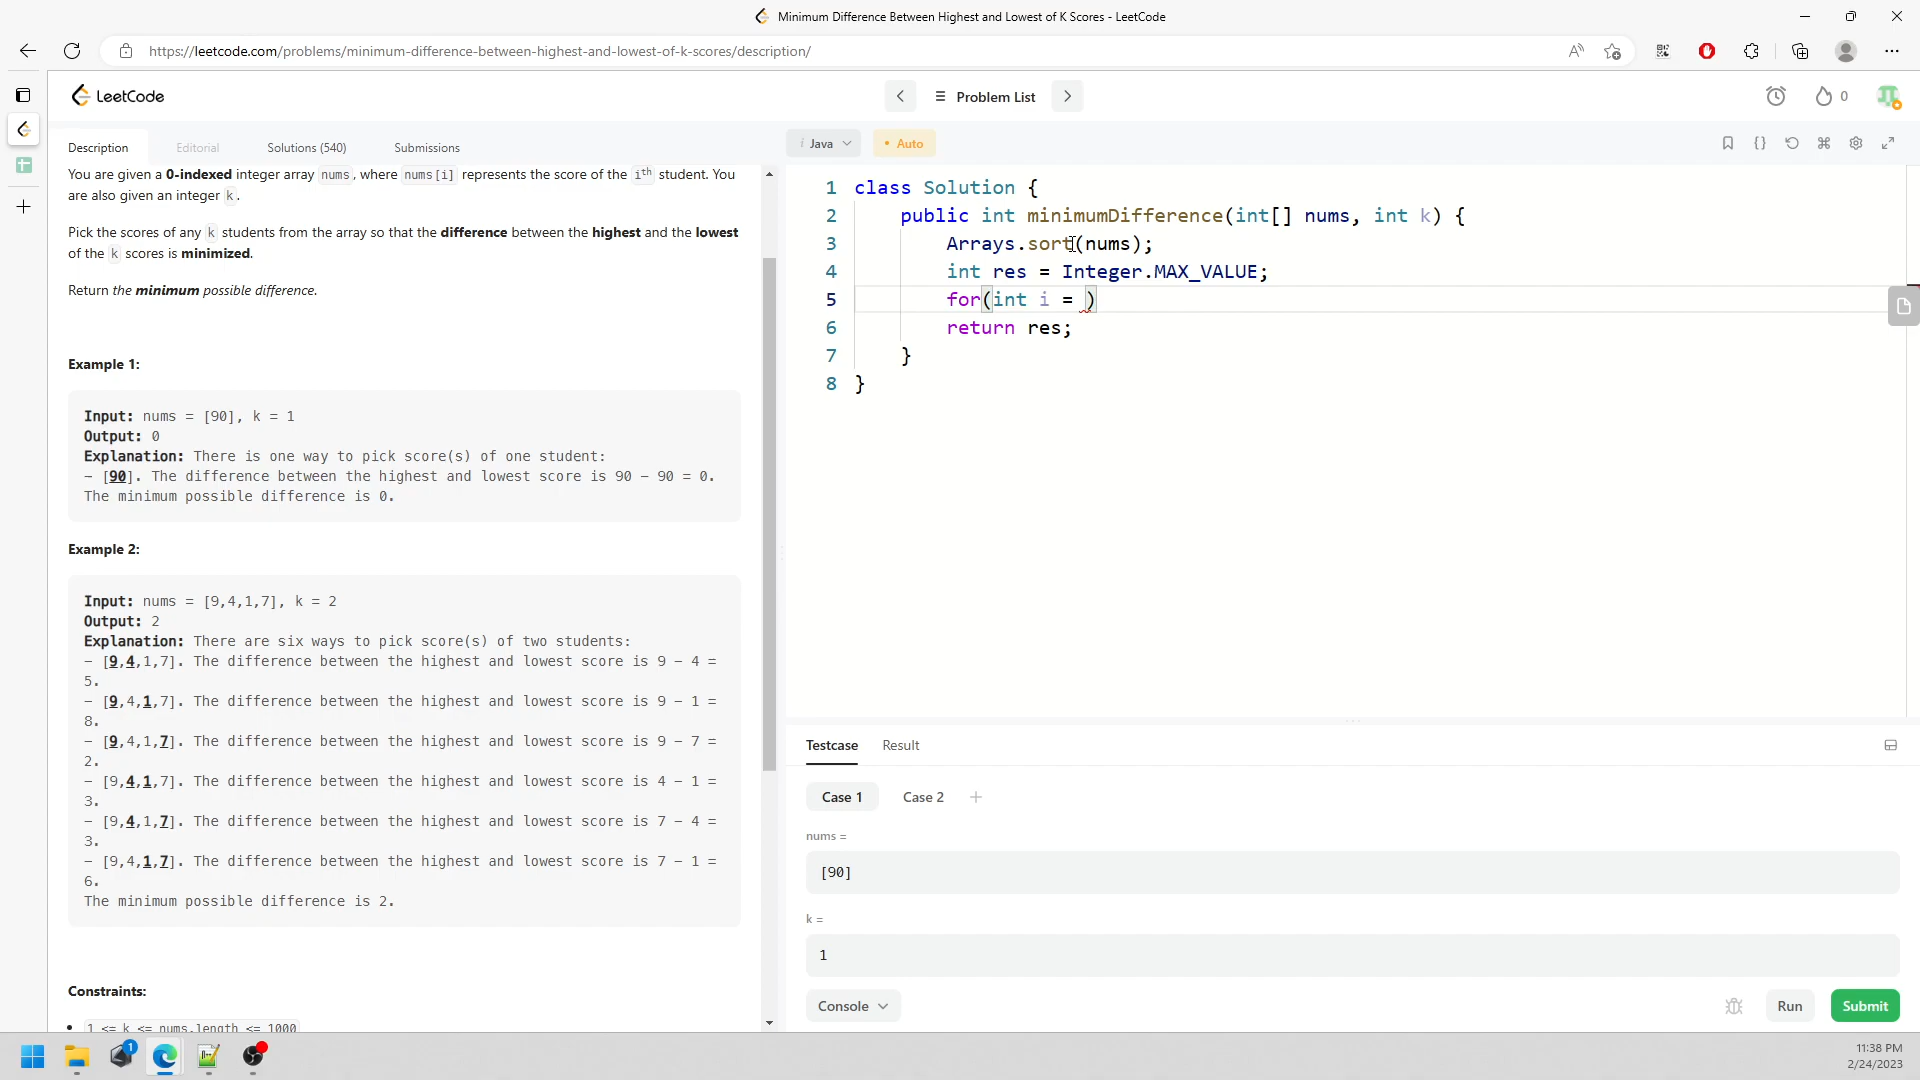 Minimum Difference Between Highest and Lowest of K Scores - LeetCode
https://leetcode.com/problems/minimum-difference-between-highest-and-lowest-of-k-scores/description/
LeetCode
Problem List
0
Description Editorial Solutions (540) Submissions
i Java • Auto
You are given a 0-indexed integer array nums, where nums[i] represents the score of the ith student. You
are also given an integer k.
Pick the scores of any k students from the array so that the difference between the highest and the lowest
of the k scores is minimized.
Return the minimum possible difference.
Example 1:
Input: nums = [90], k = 1
Output: 0
Explanation: There is one way to pick score(s) of one student:
- [90]. The difference between the highest and lowest score is 90 - 90 = 0.
The minimum possible difference is 0.
Example 2:
Input: nums = [9,4,1,7], k = 2
Output: 2
Explanation: There are six ways to pick score(s) of two students:
- [9,4,1,7]. The difference between the highest and lowest score is 9 - 4 =
5.
- [9,4,1,7]. The difference between the highest and lowest score is 9 - 1 =
8.
- [9,4,1,7]. The difference between the highest and lowest score is 9 - 7 =
2.
- [9,4,1,7]. The difference between the highest and lowest score is 4 - 1 =
3.
- [9,4,1,7]. The difference between the highest and lowest score is 7 - 4 =
3.
- [9,4,1,7]. The difference between the highest and lowest score is 7 - 1 =
6.
The minimum possible difference is 2.
Constraints:
• 1 <= k <= nums.length <= 1000
1 class Solution {
2 public int minimumDifference(int[] nums, int k) {
3 Arrays.sort(nums);
4 int res = Integer.MAX_VALUE;
5 for(int i = )
6 return res;
7 }
8 }
Testcase Result
Case 1 Case 2 +
nums =
[90]
k =
1
Console Run Submit
1
11:38 PM
2/24/2023